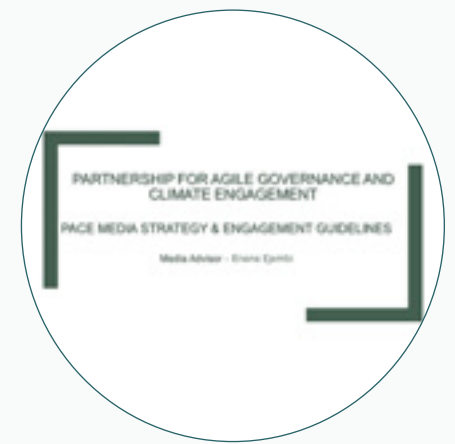 PARTNERSHIP FOR AGILE GOVERNANCE AND
CLIMATE ENGAGEMENT
PACE MEDIA STRATEGY & ENGAGEMENT GUIDELINES
Media Advisor –